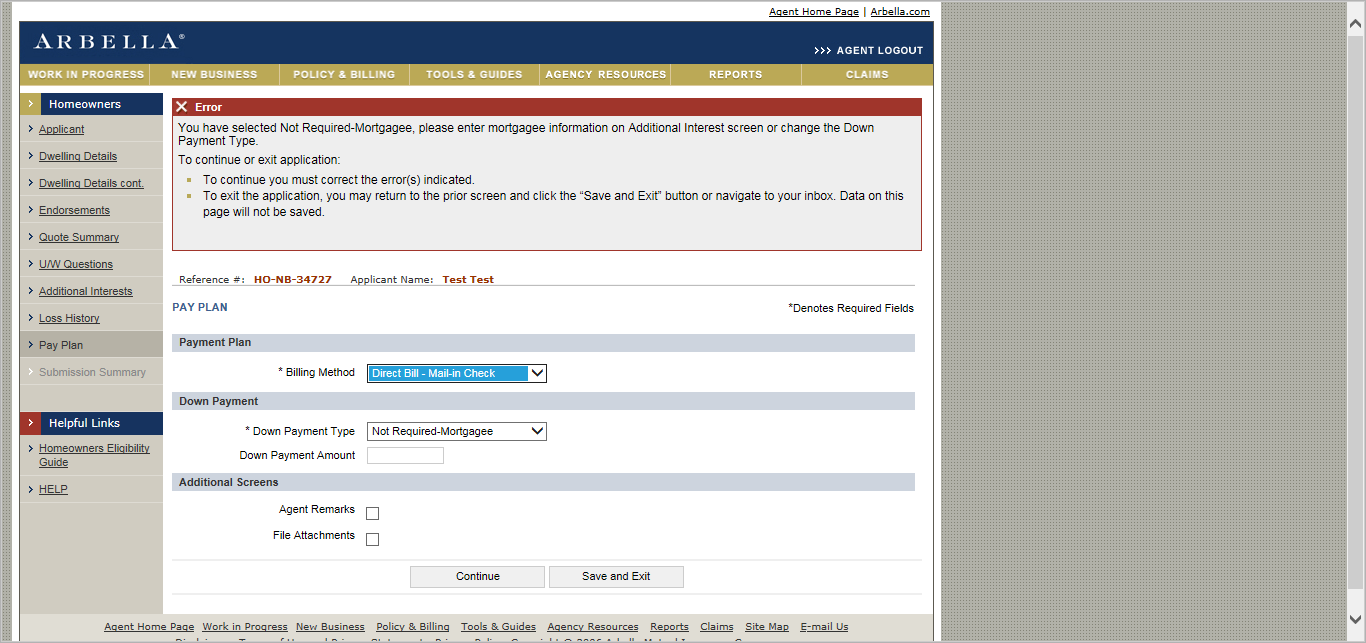 Agent Home Page | Arbella.com
ARBELLA®
>>> AGENT LOGOUT
WORK IN PROGRESS NEW BUSINESS POLICY & BILLING TOOLS & GUIDES AGENCY RESOURCES REPORTS CLAIMS
Homeowners
Applicant
Dwelling Details
Dwelling Details cont.
Endorsements
Quote Summary
U/W Questions
Additional Interests
Loss History
Pay Plan
Submission Summary
Helpful Links
Homeowners Eligibility
Guide
HELP
Error
You have selected Not Required-Mortgagee, please enter mortgagee information on Additional Interest screen or change the Down
Payment Type.
To continue or exit application:
To continue you must correct the error(s) indicated.
To exit the application, you may return to the prior screen and click the “Save and Exit” button or navigate to your inbox. Data on this
page will not be saved.
Reference #: HO-NB-34727 Applicant Name: Test Test
PAY PLAN
*Denotes Required Fields
Payment Plan
* Billing Method Direct Bill - Mail-in Check
Down Payment
* Down Payment Type Not Required-Mortgagee
Down Payment Amount
Additional Screens
Agent Remarks
File Attachments
Continue Save and Exit
Agent Home Page Work in Progress New Business Policy & Billing Tools & Guides Agency Resources Reports Claims Site Map E-mail Us